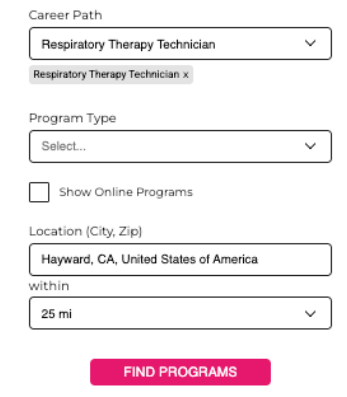 Career Path
Respiratory Therapy Technician
Respiratory Therapy Technician x
Program Type
Select...
Show Online Programs
Location (City, Zip)
Hayward, CA, United States of America
within
25 mi
FIND PROGRAMS